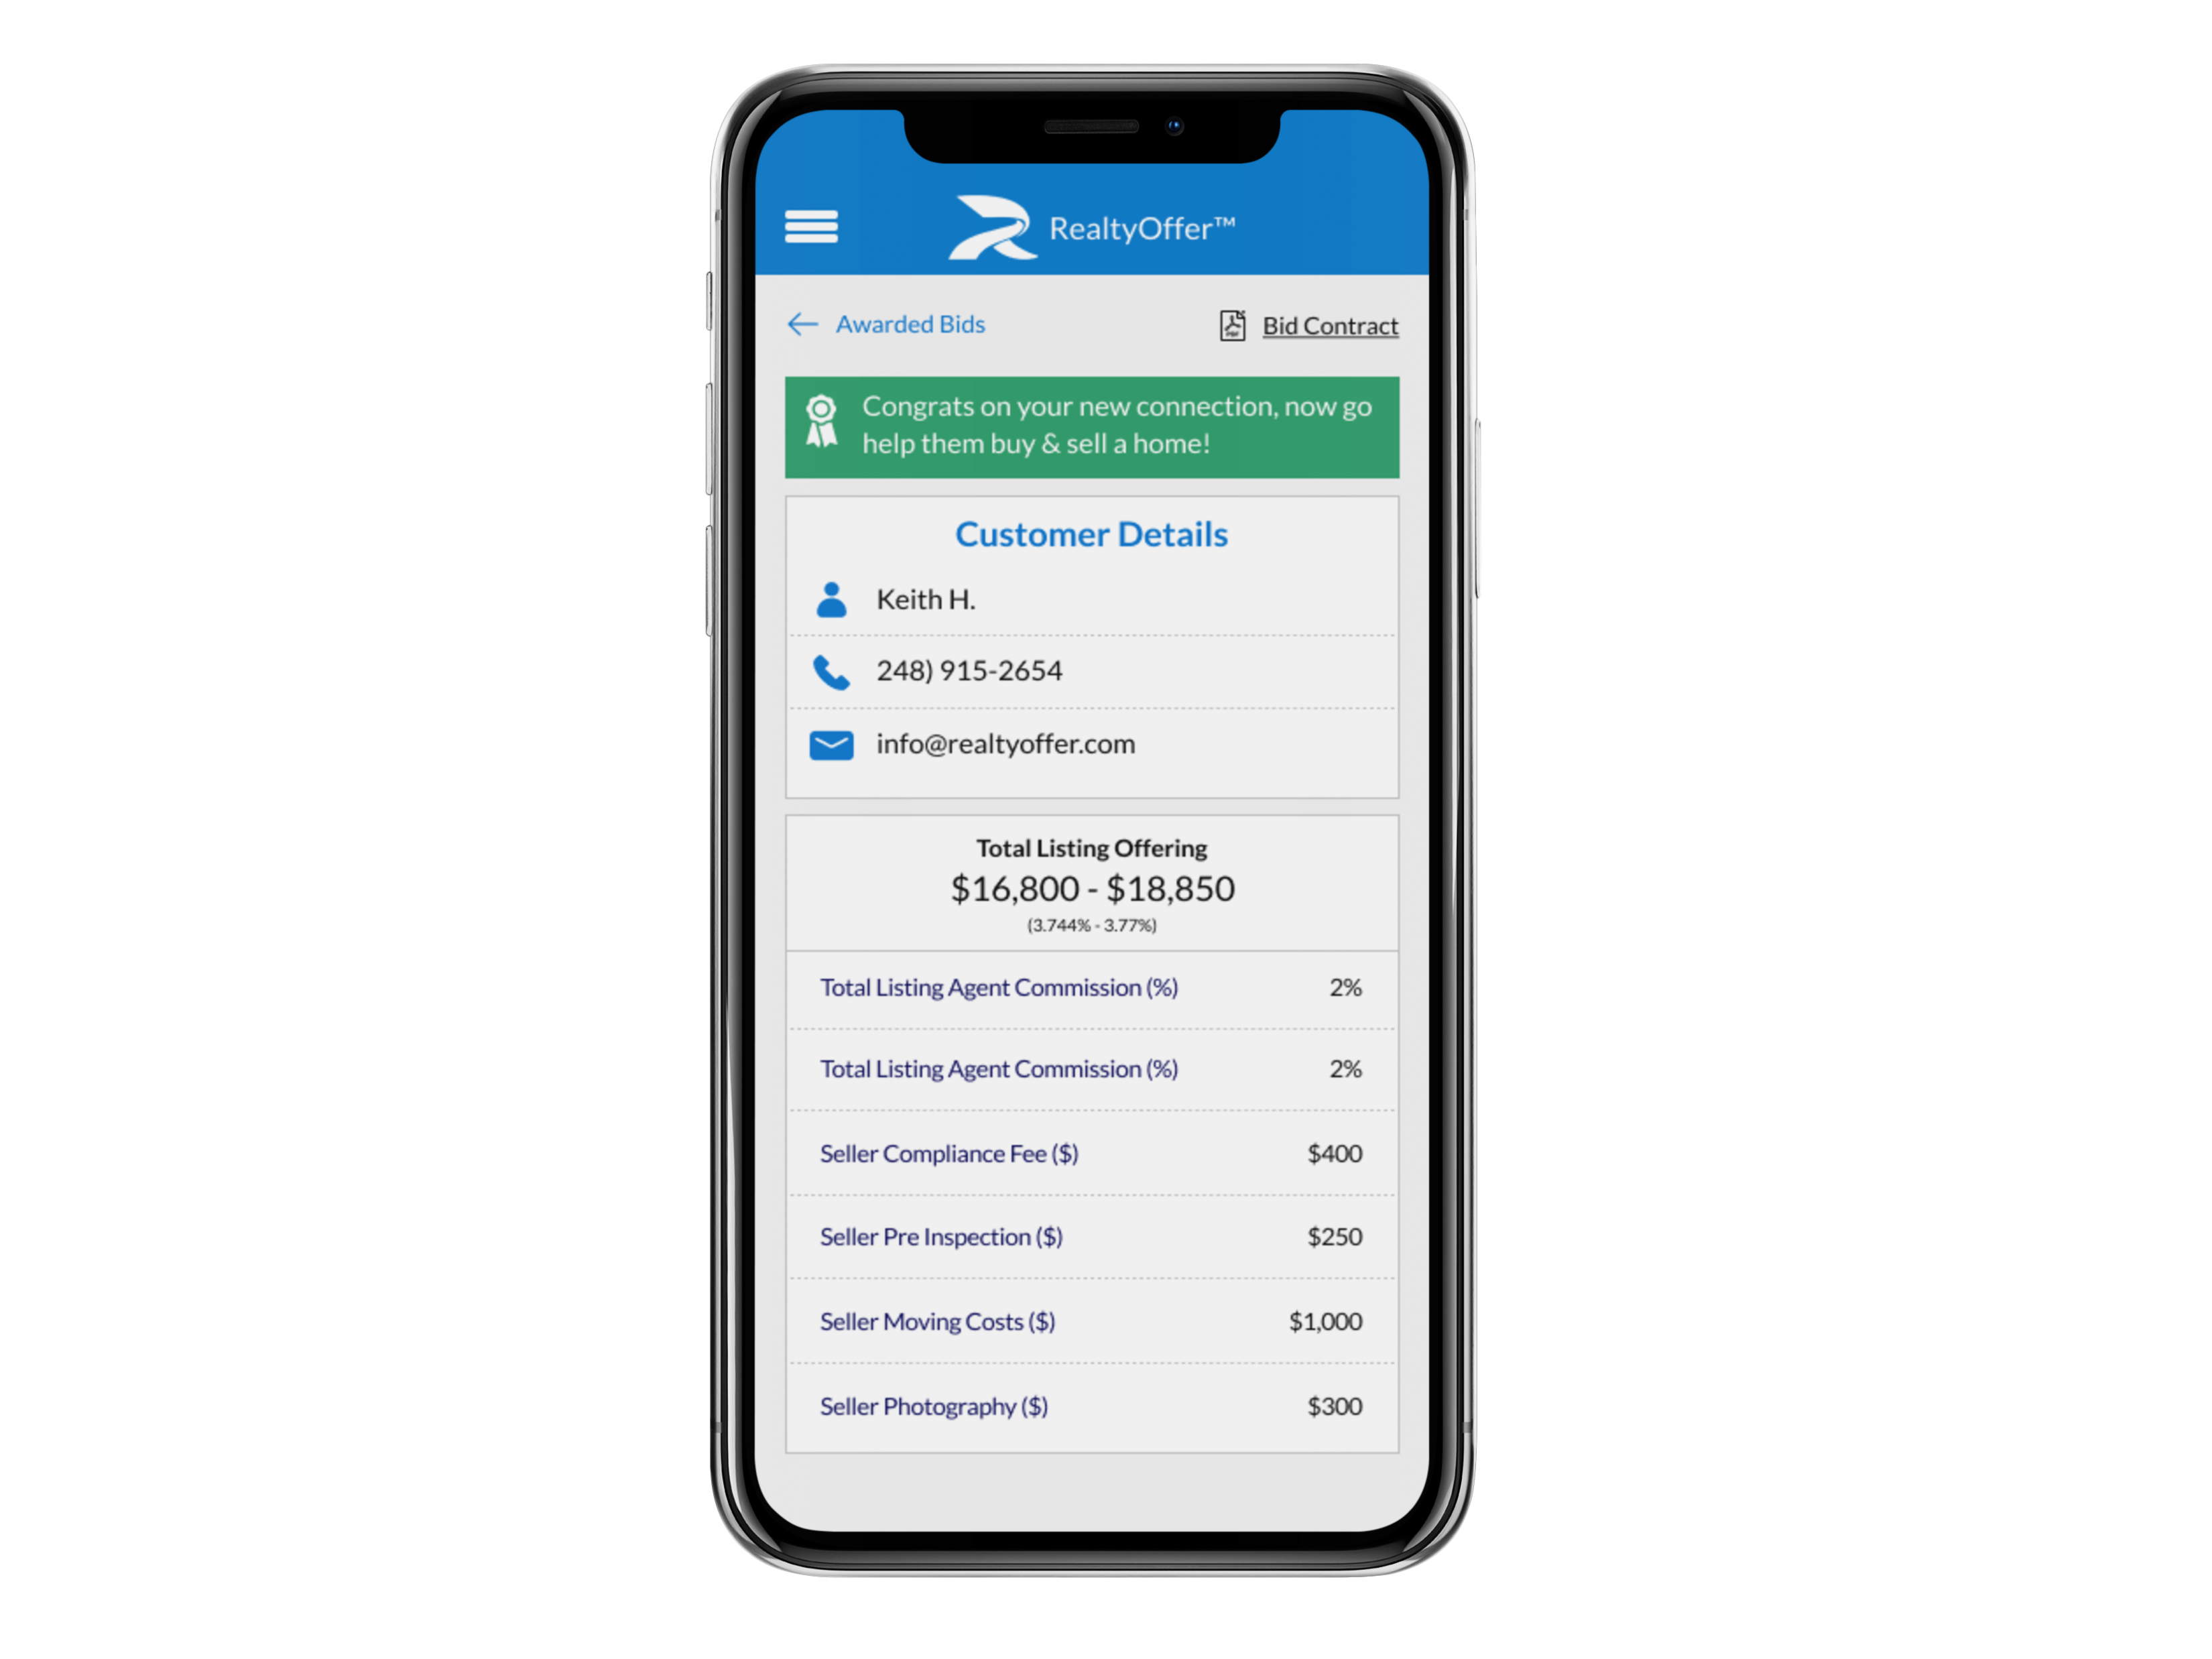 RealtyOffer™
Awarded Bids
Bid Contract
Congrats on your new connection, now go
help them buy & sell a home!
Customer Details
Keith H.
248) 915-2654
info@realtyoffer.com
Total Listing Offering
$16,800 - $18,850
(3.744% - 3.77%)
Total Listing Agent Commission (%) 2%
Total Listing Agent Commission (%) 2%
Seller Compliance Fee ($) $400
Seller Pre Inspection ($) $250
Seller Moving Costs ($) $1,000
Seller Photography ($) $300